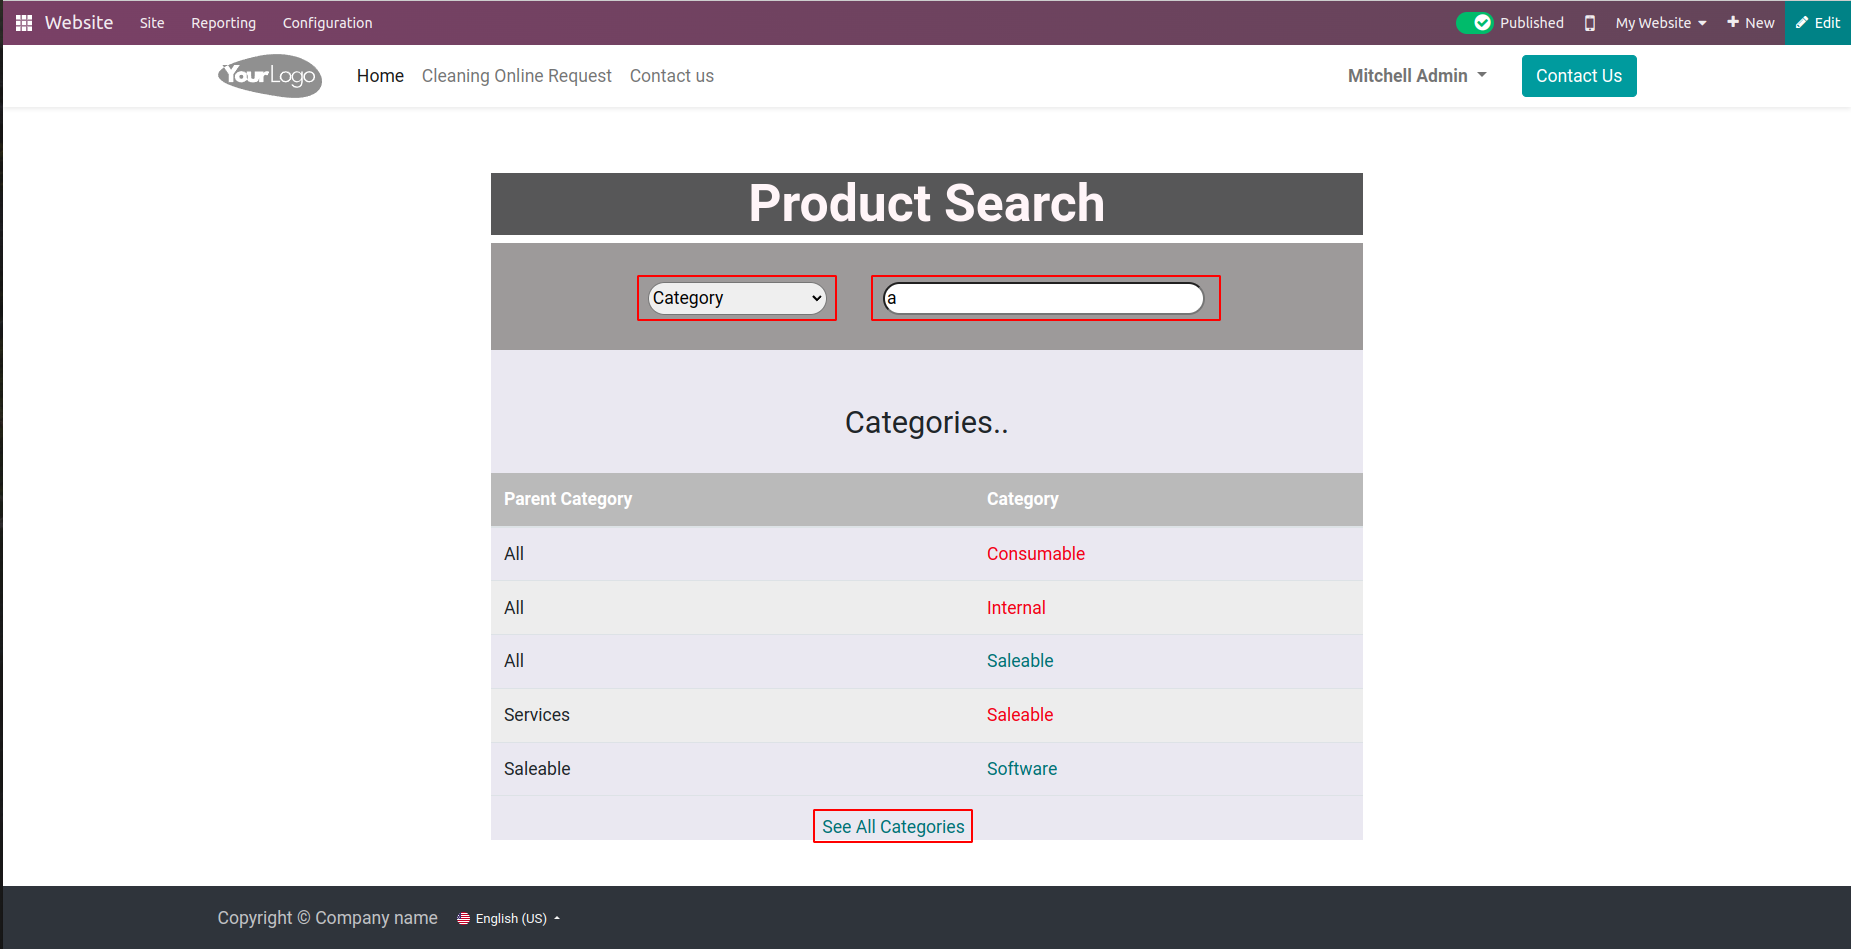 Website Site Reporting Configuration Published My Website New Edit
YourLogo Home Cleaning Online Request Contact us Mitchell Admin Contact Us
Product Search
Category a
Categories..
Parent Category Category
All Consumable
All Internal
All Saleable
Services Saleable
Saleable Software
See All Categories
Copyright © Company name English (US)